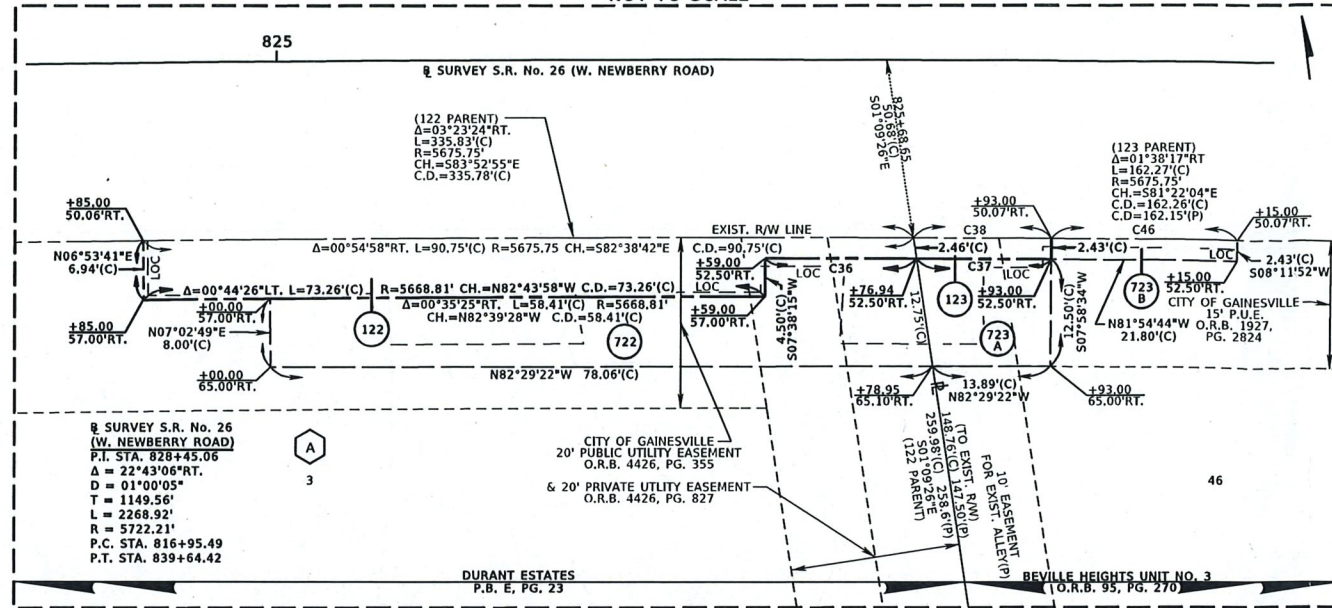 825
B SURVEY S.R. No. 26 (W. NEWBERRY ROAD)
(122 PARENT)
Δ=03°23'24"RT.
L=335.83'(C)
R=5675.75'
CH.=S83°52'55"E
C.D.=335.78'(C)
825+68.65
50.68'(C)
S01°09'26"E
(123 PARENT)
Δ=01°38'17"RT
L=162.27'(C)
R=5675.75'
CH.=S81°22'04"E
C.D.=162.26'(C)
C.D=162.15'(P)
+85.00
50.06'RT.
+93.00
50.07'RT.
+15.00
50.07'RT.
EXIST. R/W LINE
C38
C46
Δ=00°54'58"RT. L=90.75'(C) R=5675.75 CH.=S82°38'42"E C.D.=90.75'(C)
2.46'(C)
2.43'(C)
N06°53'41"E
6.94'(C)
LOC
+59.00
52.50'RT.
LOC
C36
C37
LOC
LOC
2.43'(C)
S08°11'52"W
Δ=00°44'26"LT. L=73.26'(C) R=5668.81' CH=N82°43'58"W C.D.=73.26'(C)
LOC
+00.00
57.00'RT.
Δ=00°35'25"RT. L=58.41'(C) R=5668.81'
CH.=N82°39'28"W C.D.=58.41'(C)
+59.00
57.00'RT.
4.50'(C)
S07°38'15"W
+76.94
52.50'RT.
12.75'(C)
123
+93.00
52.50'RT.
12.50'(C)
S07°58'34"W
723
B
+15.00
52.50'RT.
CITY OF GAINESVILLE
15' P.U.E.
O.R.B. 1927,
PG. 2824
N81°54'44"W
21.80'(C)
+85.00
57.00'RT.
N07°02'49"E
8.00'(C)
122
722
723
A
+00.00
65.00'RT.
N82°29'22"W 78.06'(C)
+78.95
65.10'RT.
13.89'(C)
N82°29'22"W
+93.00
65.00'RT.
B SURVEY S.R. No. 26
(W. NEWBERRY ROAD)
P.I. STA. 828+45.06
Δ = 22°43'06"RT.
D = 01°00'05"
T = 1149.56'
L = 2268.92'
R = 5722.21'
P.C. STA. 816+95.49
P.T. STA. 839+64.42
A
3
CITY OF GAINESVILLE
20' PUBLIC UTILITY EASEMENT
O.R.B. 4426, PG. 355
& 20' PRIVATE UTLITY EASEMENT
O.R.B. 4426, PG. 827
(TO EXIST. R/W)
148.76'(C) 147.50'(P)
259.98'(C) 258.6'(P)
S01°09'26"E
(122 PARENT)
10' EASEMENT
FOR EXIST. ALLEY(P)
46
DURANT ESTATES
P.B. E, PG. 23
BEVILLE HEIGHTS UNIT NO. 3
O.R.B. 95, PG. 270